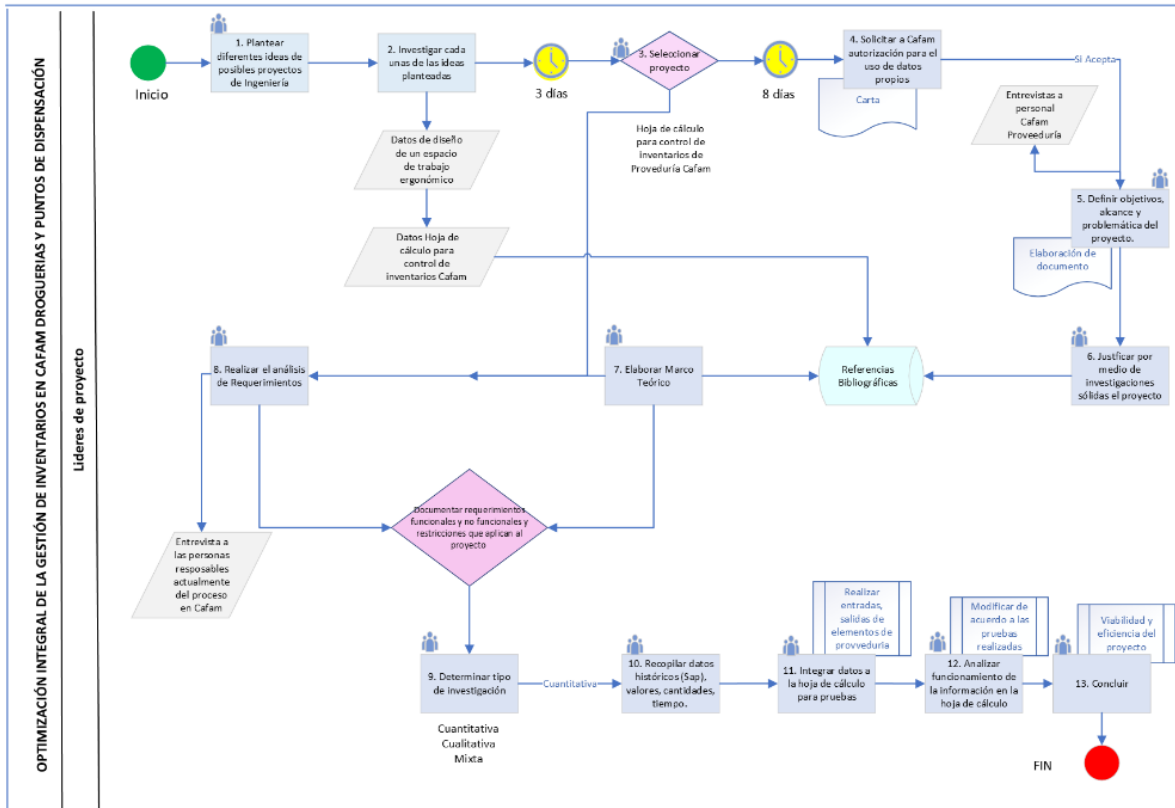 OPTIMIZACIÓN INTEGRAL DE LA GESTIÓN DE INVENTARIOS EN CAFAM DROGUERIAS Y PUNTOS DE DISPENSACIÓN
Lideres de proyecto
Inicio
1. Plantear
diferentes ideas de
posibles proyectos
de Ingeniería
2. Investigar cada
unas de las ideas
planteadas
3 días
3. Seleccionar
proyecto
8 días
4. Solicitar a Cafam
autorización para el
uso de datos
propios
Carta
Si Acepta
Hoja de cálculo
para control de
inventarios de
Proveduría Cafam
Entrevistas a
personal
Cafam
Proveeduría
Datos de diseño
de un espacio
de trabajo
ergonómico
Datos Hoja de
cálculo para
control de
inventarios Cafam
5. Definir objetivos,
alcance y
problemática del
proyecto.
Elaboración de
documento
8. Realizar el análisis
de Requerimientos
7. Elaborar Marco
Teórico
Referencias
Bibliográficas
6. Justficar por
medio de
investigaciones
sólidas el proyecto
Documentar requerimientos
funcionales y no funcionales y
restricciones que aplican al
proyecto
Entrevista a
las personas
resposables
actualmente
del proceso
en Cafam
9. Determinar tipo
de investigación
Cuantitativa
Cuantitativa
Cualitativa
Mixta
10. Recopilar datos
históricos (Sap),
valores, cantidades,
tiempo.
Realizar
entradas,
salidas de
elementos de
provveduria
11. Integrar datos a
la hoja de cálculo
para pruebas
Modificar de
acuerdo a las
pruebas
realizadas
12. Analizar
funcionamiento de
la información en la
hoja de cálculo
Viabilidad y
eficiencia del
proyecto
13. Concluir
FIN